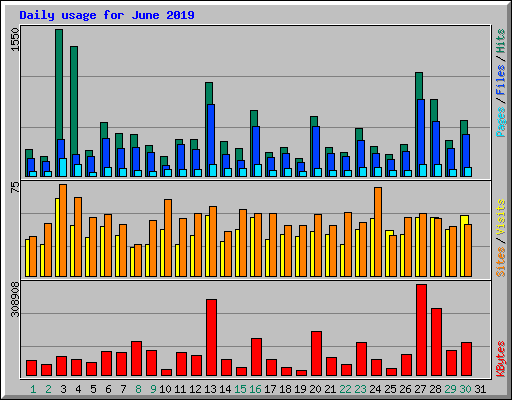 Daily usage for June 2019
1550
Pages / Files / Hits
75
Sites / Visits
308908
KBytes
1 2 3 4 5 6 7 8 9 10 11 12 13 14 15 16 17 18 19 20 21 22 23 24 25 26 27 28 29 30 31